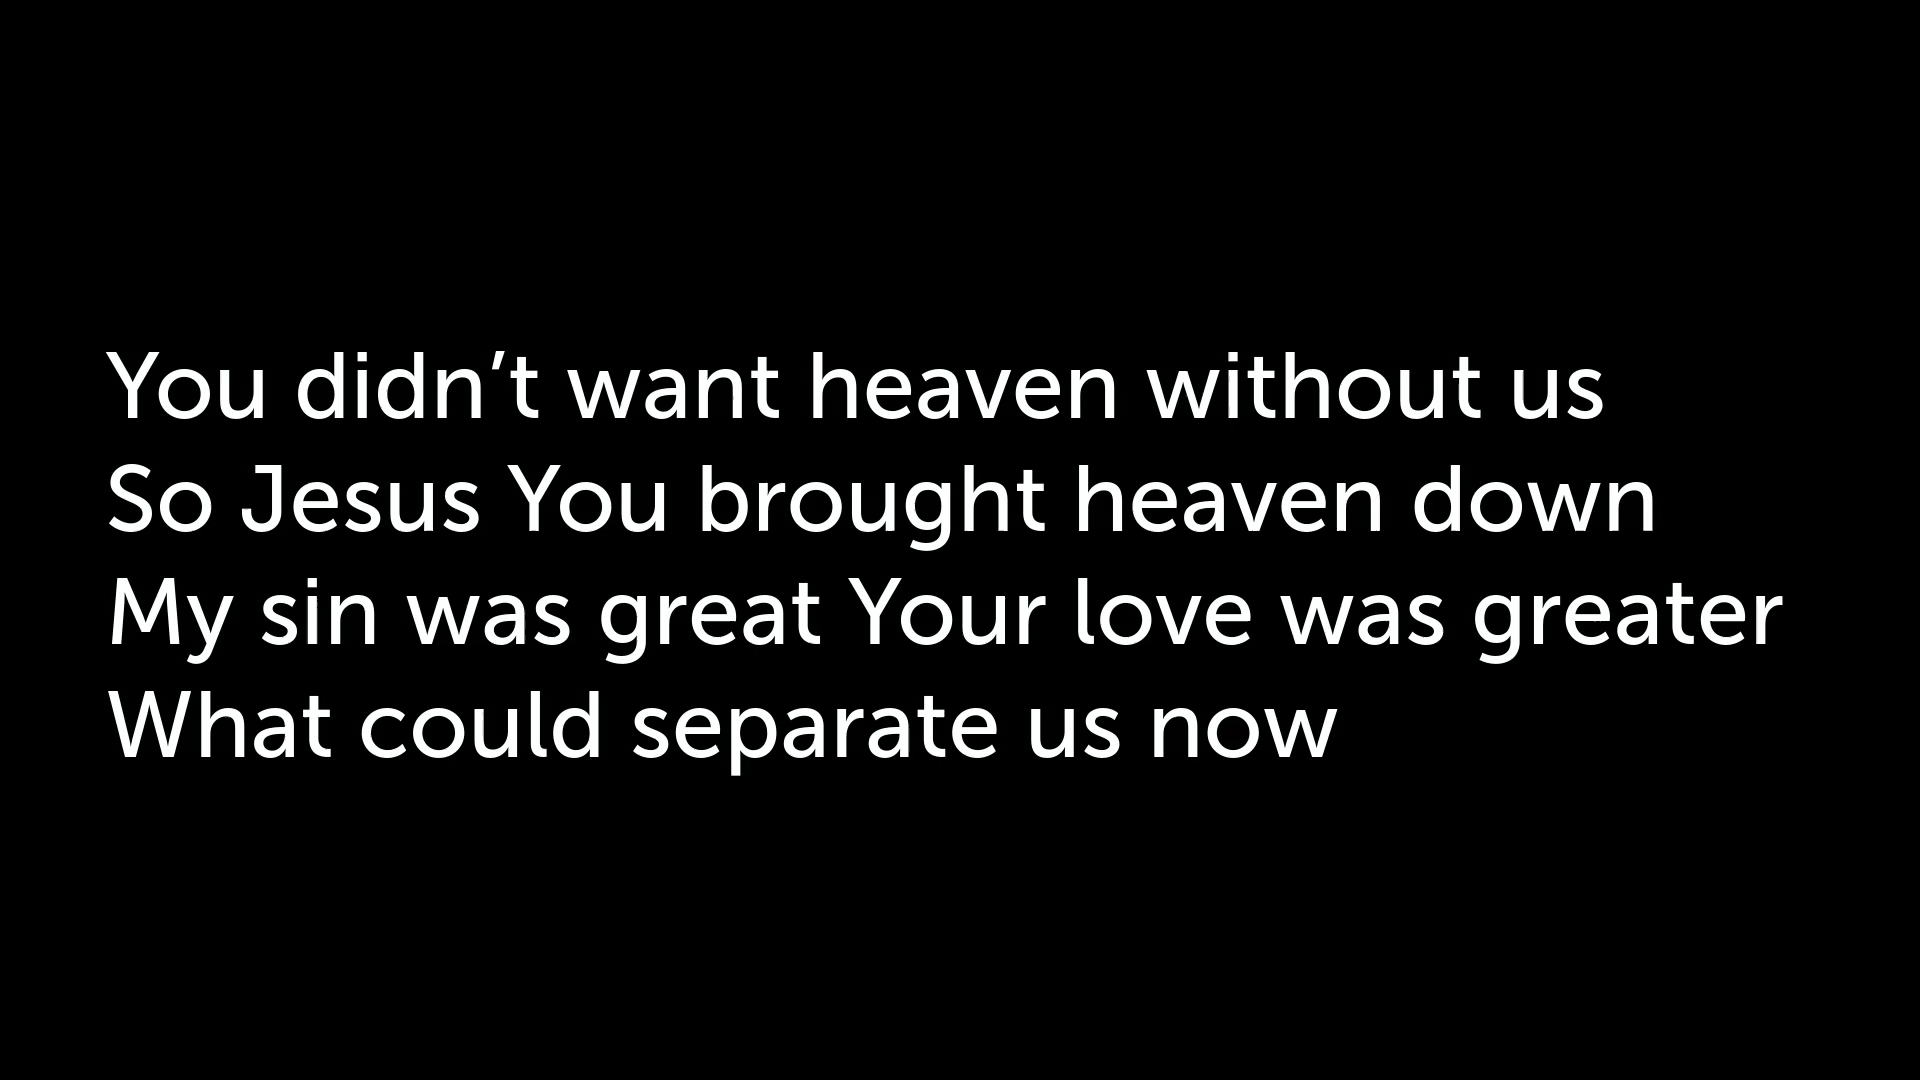 You didn’t want heaven without us
So Jesus You brought heaven down
My sin was great Your love was greater
What could separate us now